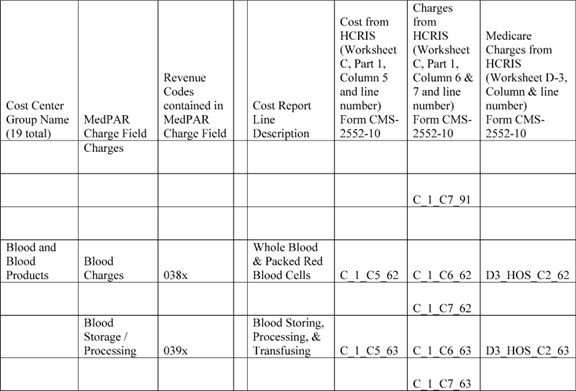 Cost Center
Group Name
(19 total)
MedPAR
Charge Field
Revenue
Codes
contained in
MedPAR
Charge Field
Cost Report
Line
Description
Cost from
HCRIS
(Worksheet
C, Part 1,
Column 5
and line
number)
Form CMS-
2552-10
Charges
from
HCRIS
(Worksheet
C, Part 1,
Column 6 &
7 and line
number)
Form CMS-
2552-10
Medicare
Charges from
HCRIS
(Worksheet D-3,
Column & line
number)
Form CMS-
2552-10
Charges
C_1_C7_91
Blood and
Blood
Products
Blood
Charges
038x
Whole Blood
& Packed Red
Blood Cells
C_1_C5_62
C_1_C6_62
D3_HOS_C2_62
C_1_C7_62
Blood
Storage /
Processing
039x
Blood Storing,
Processing, &
Transfusing
C_1_C5_63
C_1_C6_63
D3_HOS_C2_63
C_1_C7_63